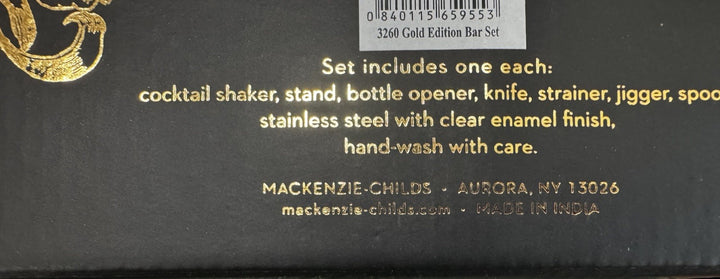 0 840115 659553
3260 Gold Edition Bar Set
Set includes one each:
cocktail shaker, stand, bottle opener, knife, strainer, jigger, spoo
stainless steel with clear enamel finish,
hand-wash with care.
MACKENZIE-CHILDS • AURORA, NY 13026
mackenzie-childs.com • MADE IN INDIA